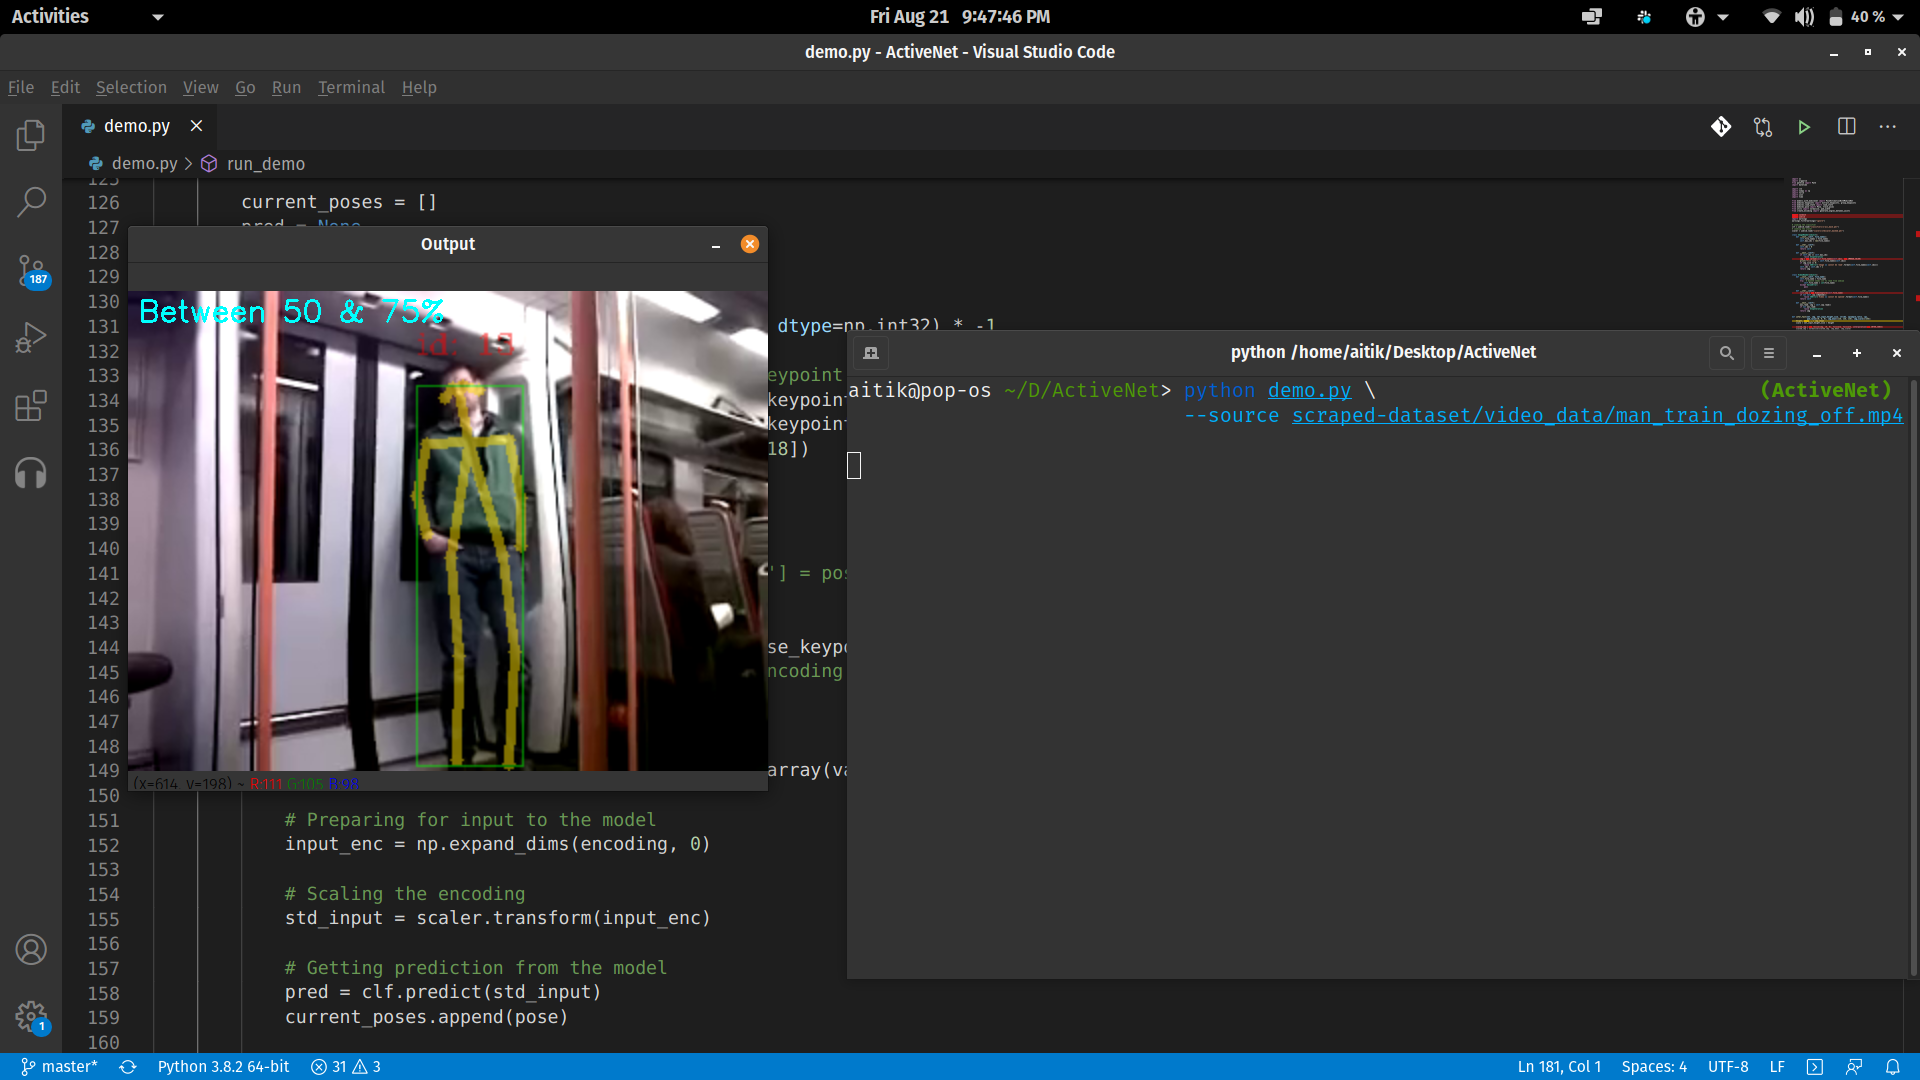 Activities
Fri Aug 21 9:47:46 PM
40 %
demo.py - ActiveNet - Visual Studio Code
File Edit Selection View Go Run Terminal Help
demo.py
demo.py > run_demo
125
126 current_poses = []
127 pred = None
128
129
130
131 dtype=np.int32) * -1
132
133 eypoint
134 keypoint
135 keypoint
136 18])
137
138
139
140
141 '] = pos
142
143
144 se_keypo
145 ncoding
146
147
148
149 array(va
150
151 # Preparing for input to the model
152 input_enc = np.expand_dims(encoding, 0)
153
154 # Scaling the encoding
155 std_input = scaler.transform(input_enc)
156
157 # Getting prediction from the model
158 pred = clf.predict(std_input)
159 current_poses.append(pose)
160
187
1
Output
Between 50 & 75%
id: 13
(x=614, y=198) ~ R:111 G:105 B:98
python /home/aitik/Desktop/ActiveNet
aitik@pop-os ~/D/ActiveNet> python demo.py \ (ActiveNet)
--source scraped-dataset/video_data/man_train_dozing_off.mp4
master* Python 3.8.2 64-bit 31 3 Ln 181, Col 1 Spaces: 4 UTF-8 LF